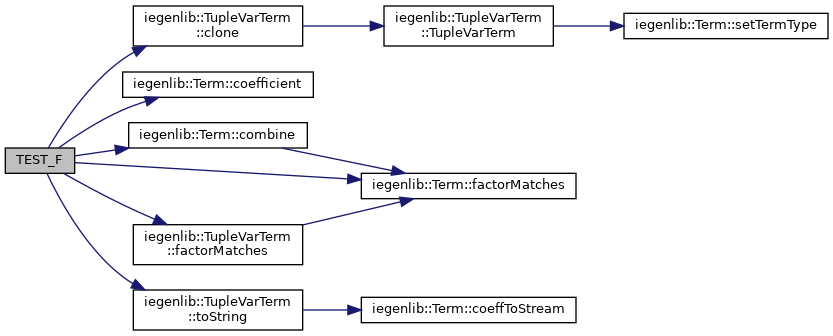 TEST_F
iegenlib::TupleVarTerm
::clone
iegenlib::TupleVarTerm
::TupleVarTerm
iegenlib::Term::setTermType
iegenlib::Term::coefficient
iegenlib::Term::combine
iegenlib::Term::factorMatches
iegenlib::TupleVarTerm
::factorMatches
iegenlib::TupleVarTerm
::toString
iegenlib::Term::coeffToStream